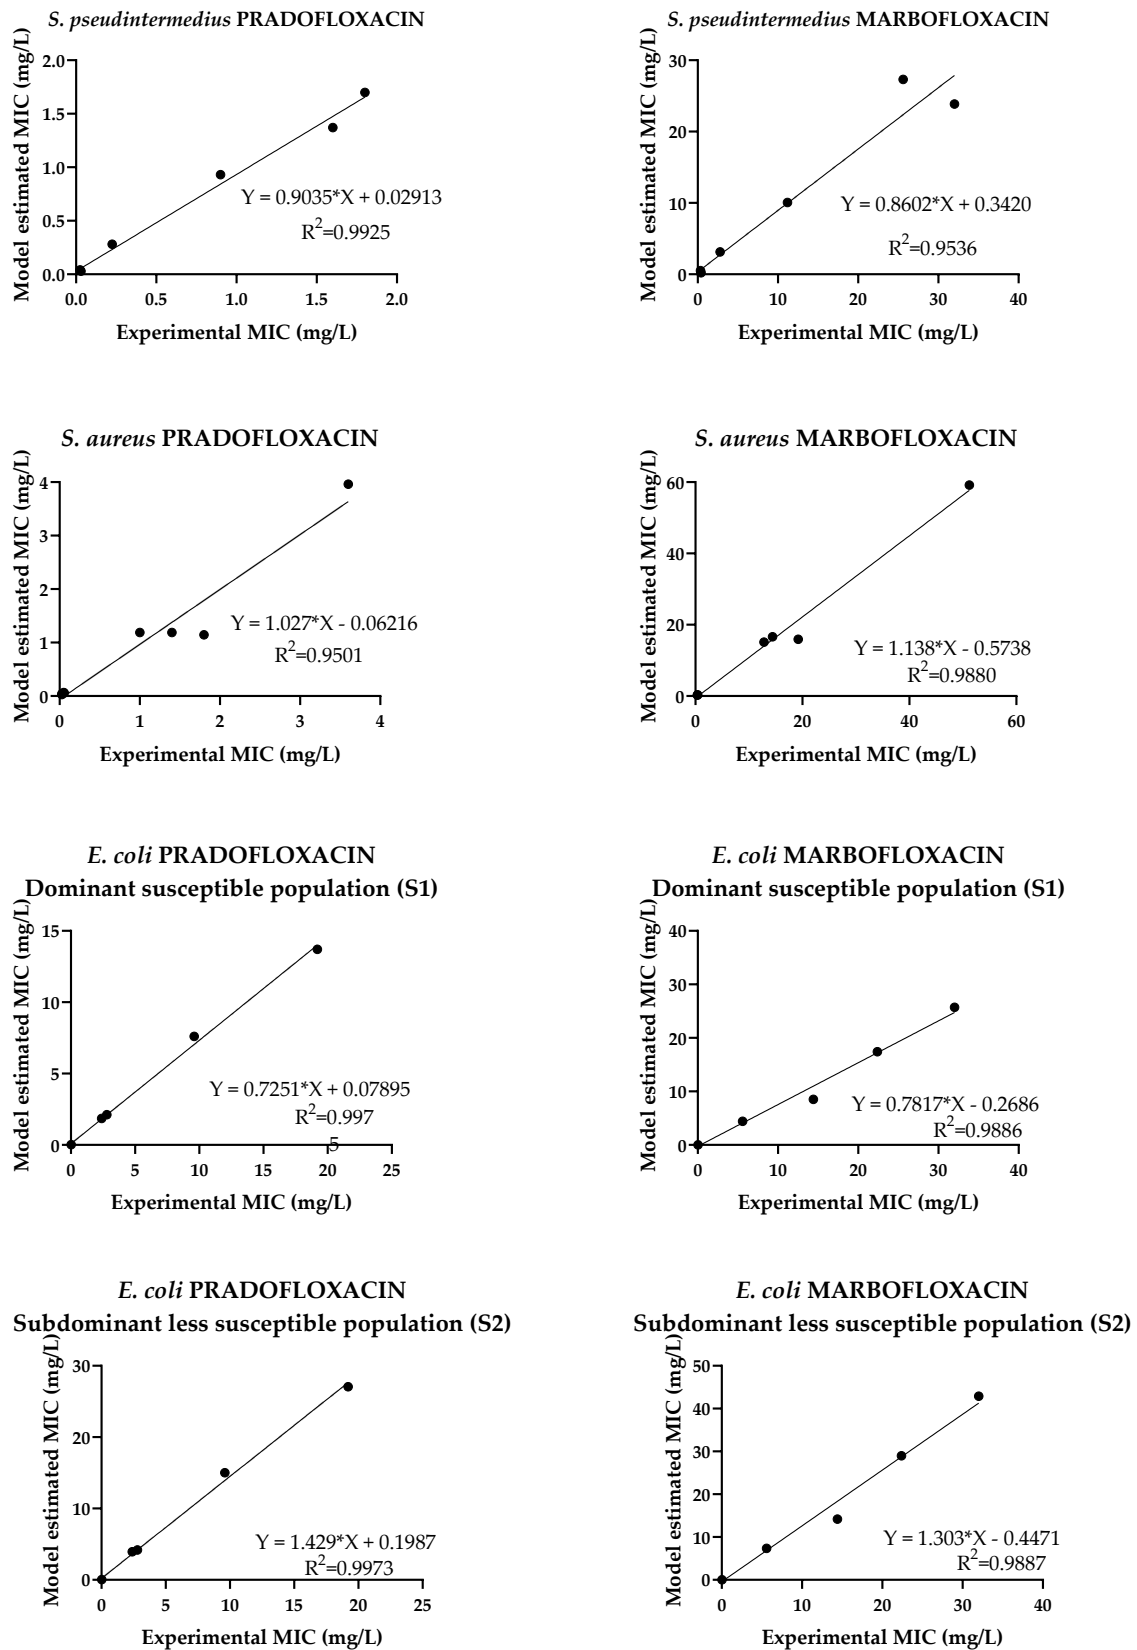 S. pseudintermedius PRADOFLOXACIN
Model estimated MIC (mg/L)
2.0
1.5
1.0
0.5
0.0
Y = 0.9035*X + 0.02913
R2=0.9925
0.0 0.5 1.0 1.5 2.0
Experimental MIC (mg/L)
S. pseudintermedius MARBOFLOXACIN
Model estimated MIC (mg/L)
30
20
10
0
Y = 0.8602*X + 0.3420
R2=0.9536
0 10 20 30 40
Experimental MIC (mg/L)
S. aureus PRADOFLOXACIN
Model estimated MIC (mg/L)
4
3
2
1
0
Y = 1.027*X - 0.06216
R2=0.9501
0 1 2 3 4
Experimental MIC (mg/L)
S. aureus MARBOFLOXACIN
Model estimated MIC (mg/L)
60
40
20
0
Y = 1.138*X - 0.5738
R2=0.9880
0 20 40 60
Experimental MIC (mg/L)
E. coli PRADOFLOXACIN
Dominant susceptible population (S1)
Model estimated MIC (mg/L)
15
10
5
0
Y = 0.7251*X + 0.07895
R2=0.997
5
0 5 10 15 20 25
Experimental MIC (mg/L)
E. coli MARBOFLOXACIN
Dominant susceptible population (S1)
Model estimated MIC (mg/L)
40
30
20
10
0
Y = 0.7817*X - 0.2686
R2=0.9886
0 10 20 30 40
Experimental MIC (mg/L)
E. coli PRADOFLOXACIN
Subdominant less susceptible population (S2)
Model estimated MIC (mg/L)
30
20
10
0
Y = 1.429*X + 0.1987
R2=0.9973
0 5 10 15 20 25
Experimental MIC (mg/L)
E. coli MARBOFLOXACIN
Subdominant less susceptible population (S2)
Model estimated MIC (mg/L)
50
40
30
20
10
0
Y = 1.303*X - 0.4471
R2=0.9887
0 10 20 30 40
Experimental MIC (mg/L)